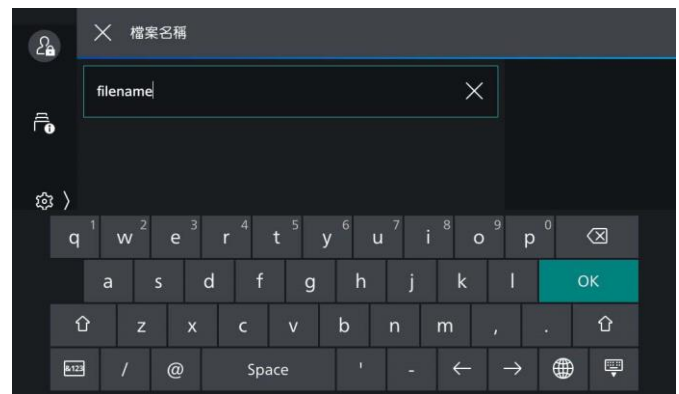 檔案名稱
filename
q 1 w 2 e 3 r 4 t 5 y 6 u 7 i 8 o 9 p 0
a s d f g h j k l OK
z x c v b n m , .
&123 / @ Space ' -